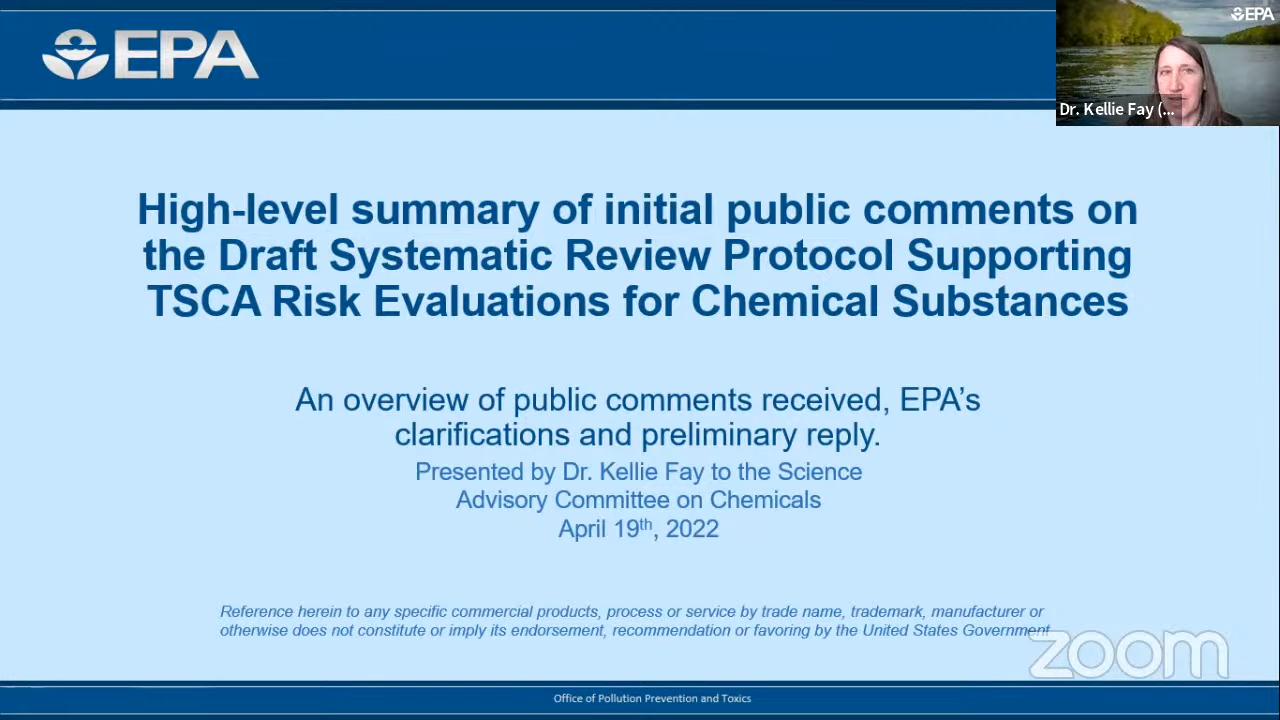 EPA
EPA
Dr. Kellie Fay (...
High-level summary of initial public comments on
the Draft Systematic Review Protocol Supporting
TSCA Risk Evaluations for Chemical Substances
An overview of public comments received, EPA’s
clarifications and preliminary reply.
Presented by Dr. Kellie Fay to the Science
Advisory Committee on Chemicals
April 19th, 2022
Reference herein to any specific commercial products, process or service by trade name, trademark, manufacturer or
otherwise does not constitute or imply its endorsement, recommendation or favoring by the United States Government
zoom
Office of Pollution Prevention and Toxics